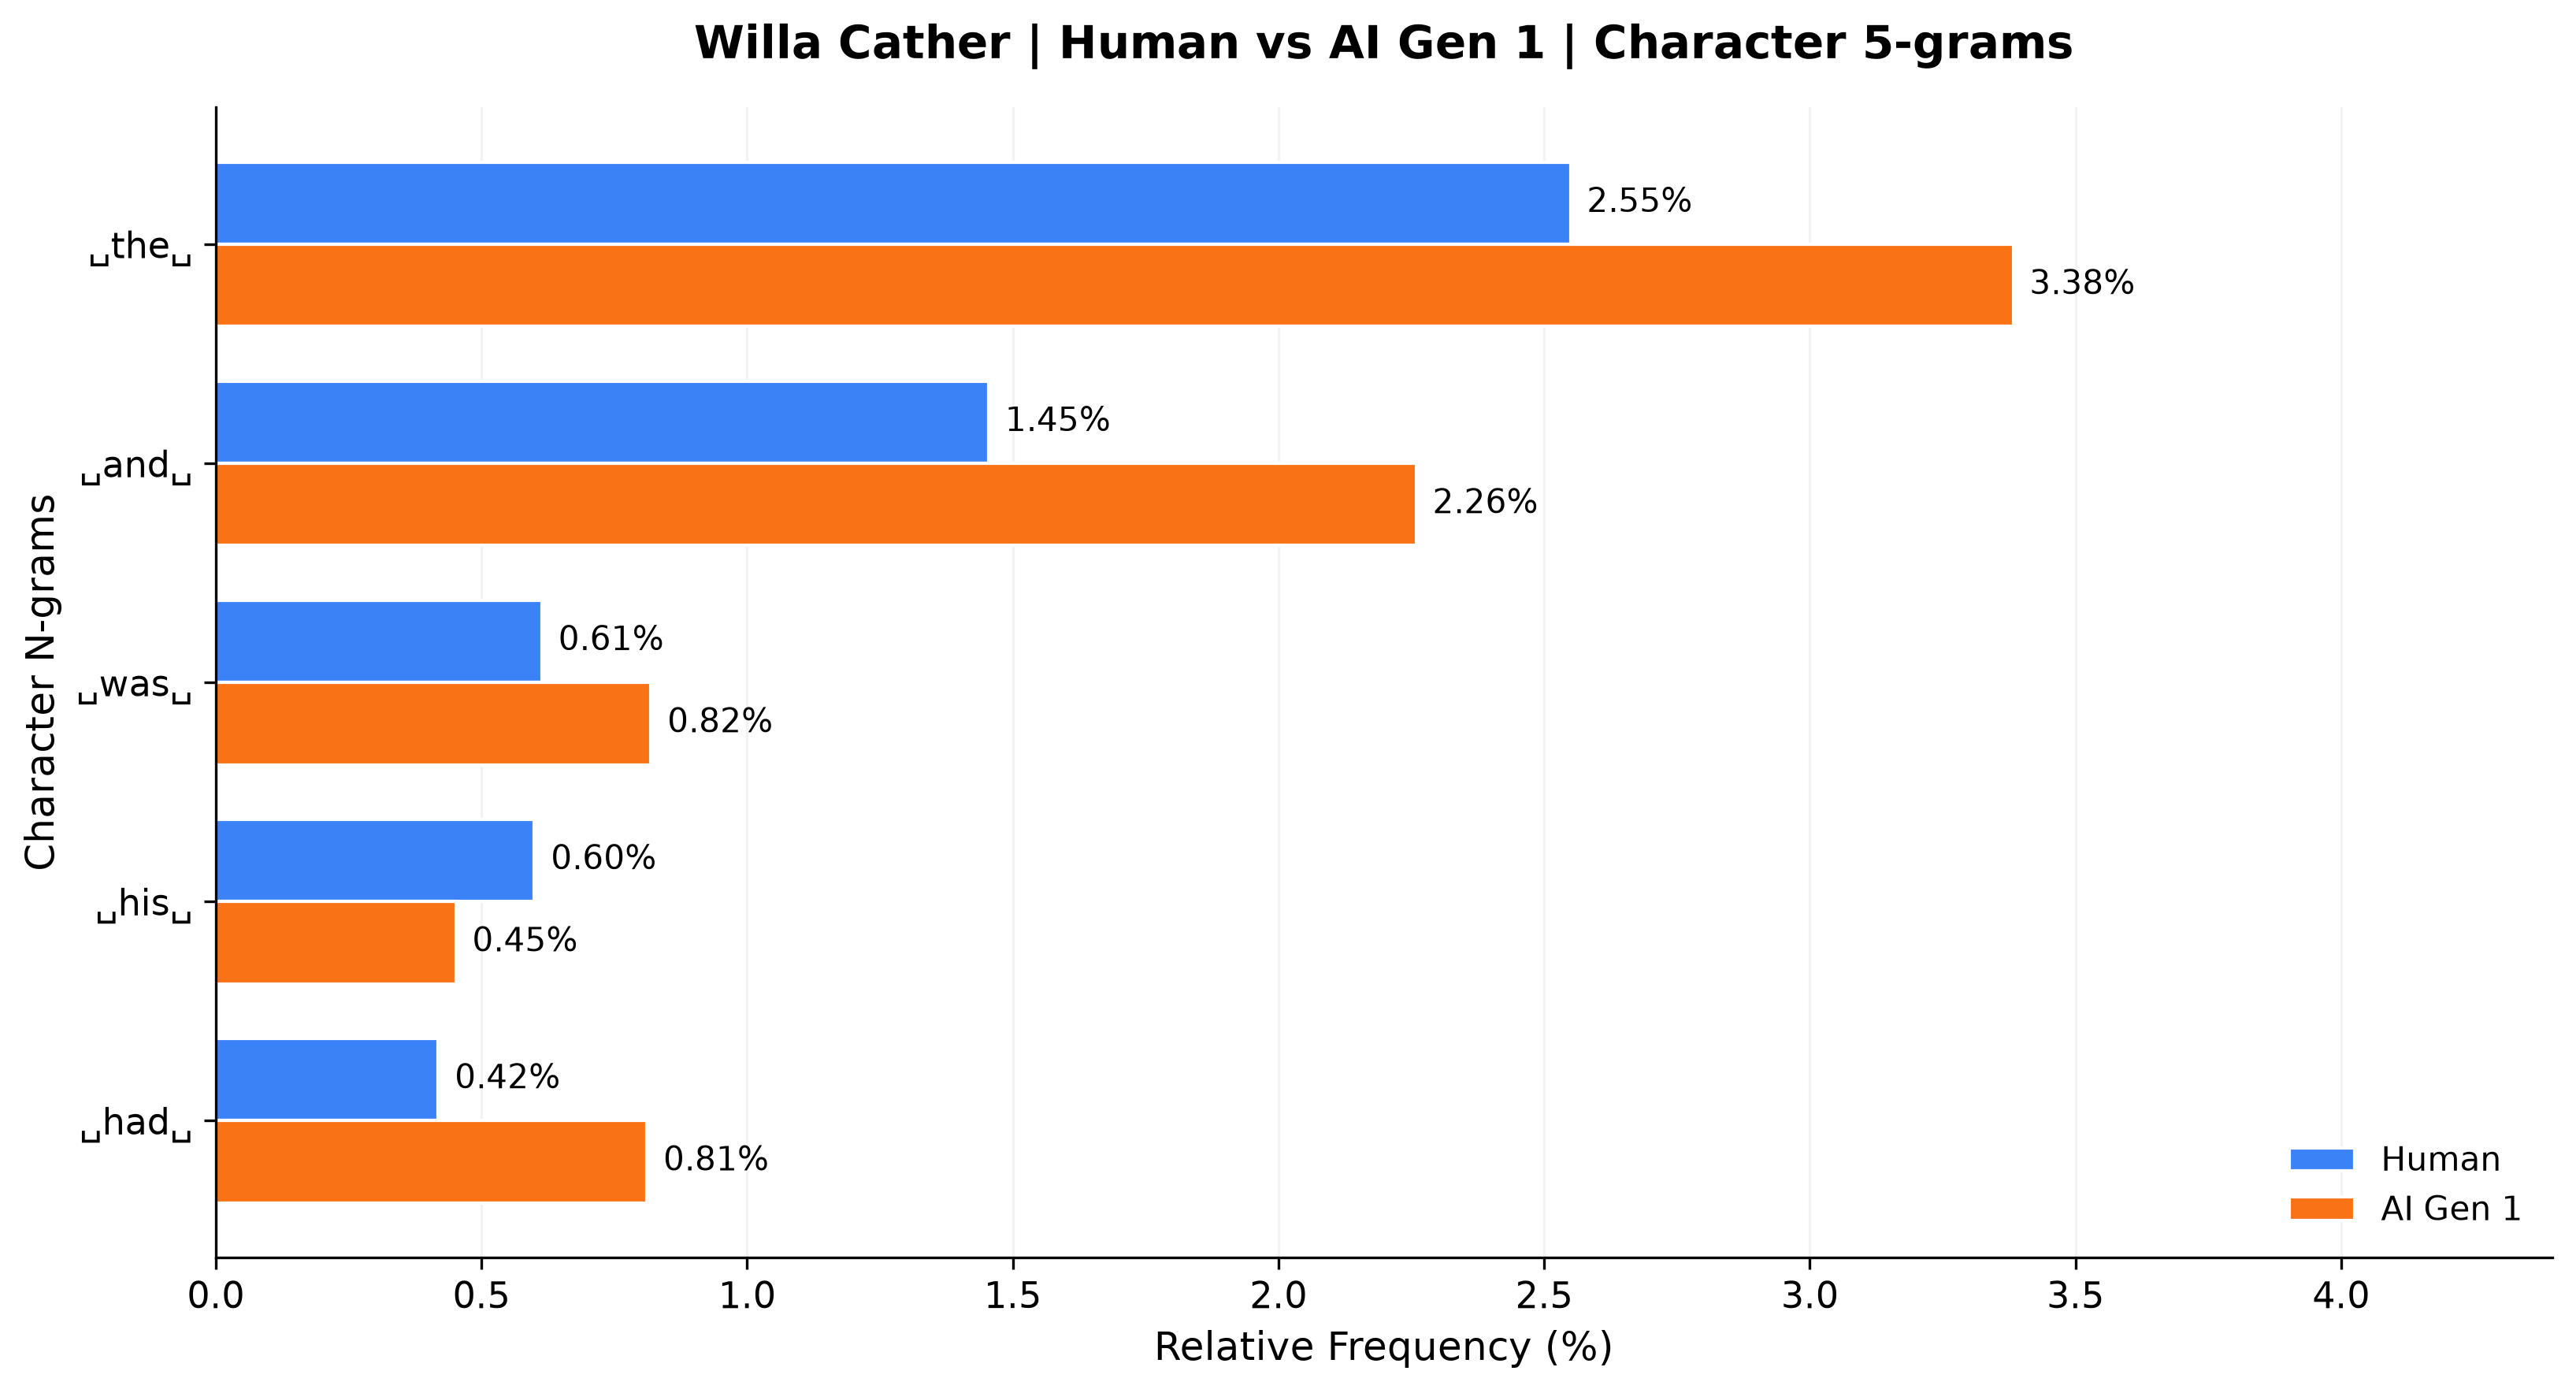 Willa Cather | Human vs AI Gen 1 | Character 5-grams
␣the␣
2.55%
3.38%
␣and␣
1.45%
2.26%
␣was␣
0.61%
0.82%
␣his␣
0.60%
0.45%
␣had␣
0.42%
0.81%
Character N-grams
Human
AI Gen 1
0.0 0.5 1.0 1.5 2.0 2.5 3.0 3.5 4.0
Relative Frequency (%)